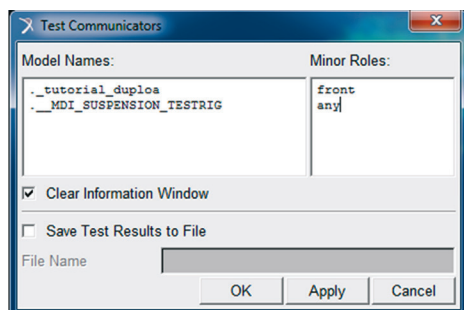 Test Communicators
Model Names:
Minor Roles:
._tutorial_duploa
.__MDI_SUSPENSION_TESTRIG
front
any
Clear Information Window
Save Test Results to File
File Name
OK
Apply
Cancel